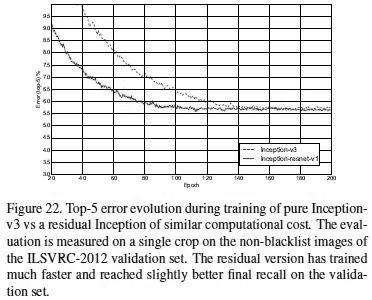 9.5
9.0
8.5
8.0
7.5
7.0
6.5
6.0
5.5
5.0
4.5
4.0
3.5
3.0
Error (top-5) %
20 40 60 80 100 120 140 160 180 200
Epoch
inception-v3
inception-resnet-v1
Figure 22. Top-5 error evolution during training of pure Inception-
v3 vs a residual Inception of similar computational cost. The eval-
uation is measured on a single crop on the non-blacklist images of
the ILSVRC-2012 validation set. The residual version has trained
much faster and reached slightly better final recall on the valida-
tion set.